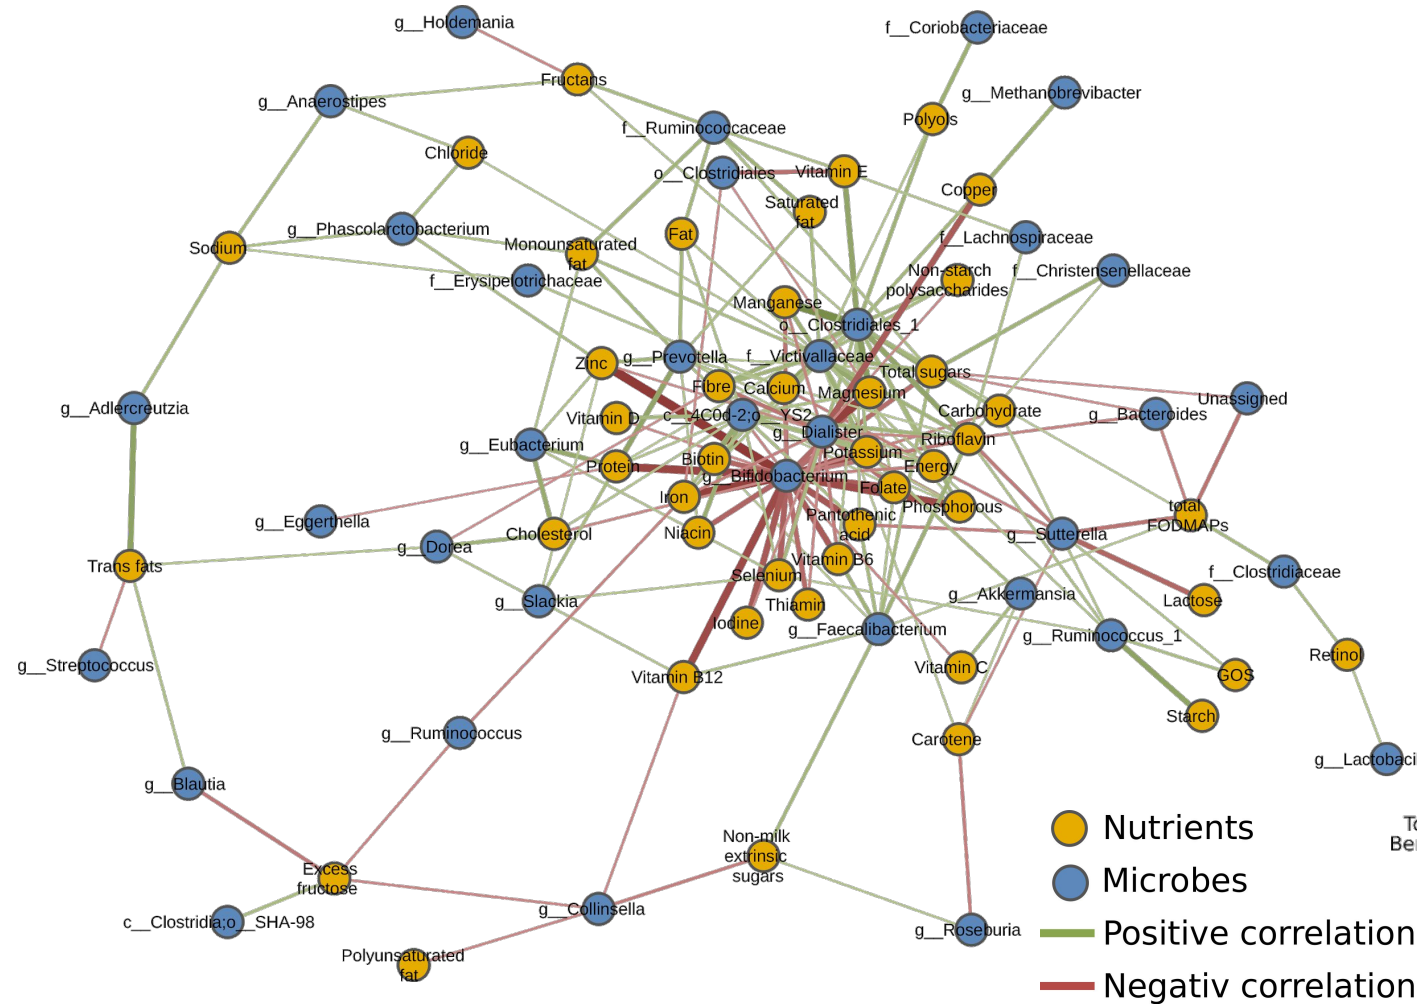 g__Holdemania
f__Coriobacteriaceae
Fructans
g__Anaerostipes
g__Methanobrevibacter
Polyols
f__Ruminococcaceae
Chloride
o__Clostridiales
Vitamin E
Copper
Saturated
fat
g__Phascolarctobacterium
Sodium
Fat
Monounsaturated
fat
f__Lachnospiraceae
f__Erysipelotrichaceae
Non-starch
polysaccharides
f__Christensenellaceae
Manganese
o__Clostridiales_1
Zinc
g__Prevotella
f__Victivallaceae
Total sugars
Fibre
Calcium
Magnesium
Unassigned
g__Adlercreutzia
Vitamin D
c__4C0d-2;o__YS2
Carbohydrate
g__Bacteroides
g__Dialister
Riboflavin
g__Eubacterium
Potassium
Biotin
Protein
Energy
g__Bifidobacterium
Folate
Iron
Phosphorous
Pantothenic
acid
total
FODMAPs
g__Eggerthella
Cholesterol
Niacin
g__Sutterella
g__Dorea
Vitamin B6
Trans fats
Selenium
f__Clostridiaceae
g__Slackia
Thiamin
g__Akkermansia
Lactose
Iodine
g__Faecalibacterium
g__Ruminococcus_1
g__Streptococcus
Vitamin B12
Vitamin C
Retinol
GOS
Starch
g__Ruminococcus
Carotene
g__Lactobacil
g__Blautia
Non-milk
extrinsic
sugars
Excess
fructose
g__Collinsella
c__Clostridia;o__SHA-98
g__Roseburia
Polyunsaturated
fat
To
Ber
Nutrients
Microbes
Positive correlation
Negativ correlation